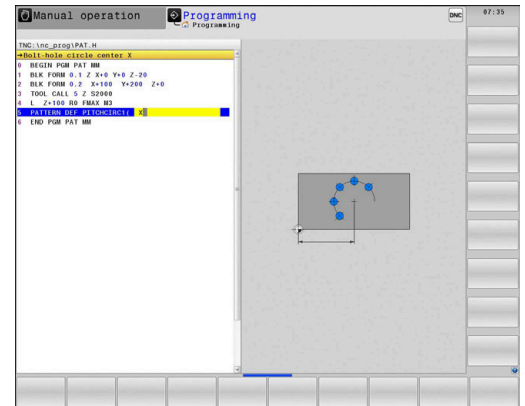 Manual operation
Programming
Programming
DNC
07:35
TNC:\nc_prog\PAT.H
→Bolt-hole circle center X
0 BEGIN PGM PAT MM
1 BLK FORM 0.1 Z X+0 Y+0 Z-20
2 BLK FORM 0.2 X+100 Y+200 Z+0
3 TOOL CALL 5 Z S2000
4 L Z+100 R0 FMAX M3
5 PATTERN DEF PITCHCIRC1( X
6 END PGM PAT MM